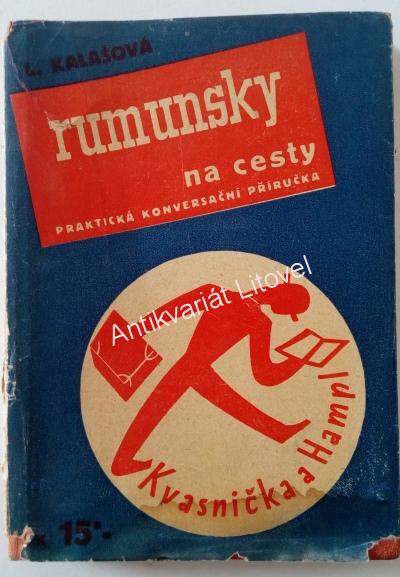 L. KALAŠOVÁ
rumunsky
na cesty
PRAKTICKÁ KONVERSAČNÍ PŘÍRUČKA
Antikvariát Litovel
Kvasnička a Hampl
K 15'-